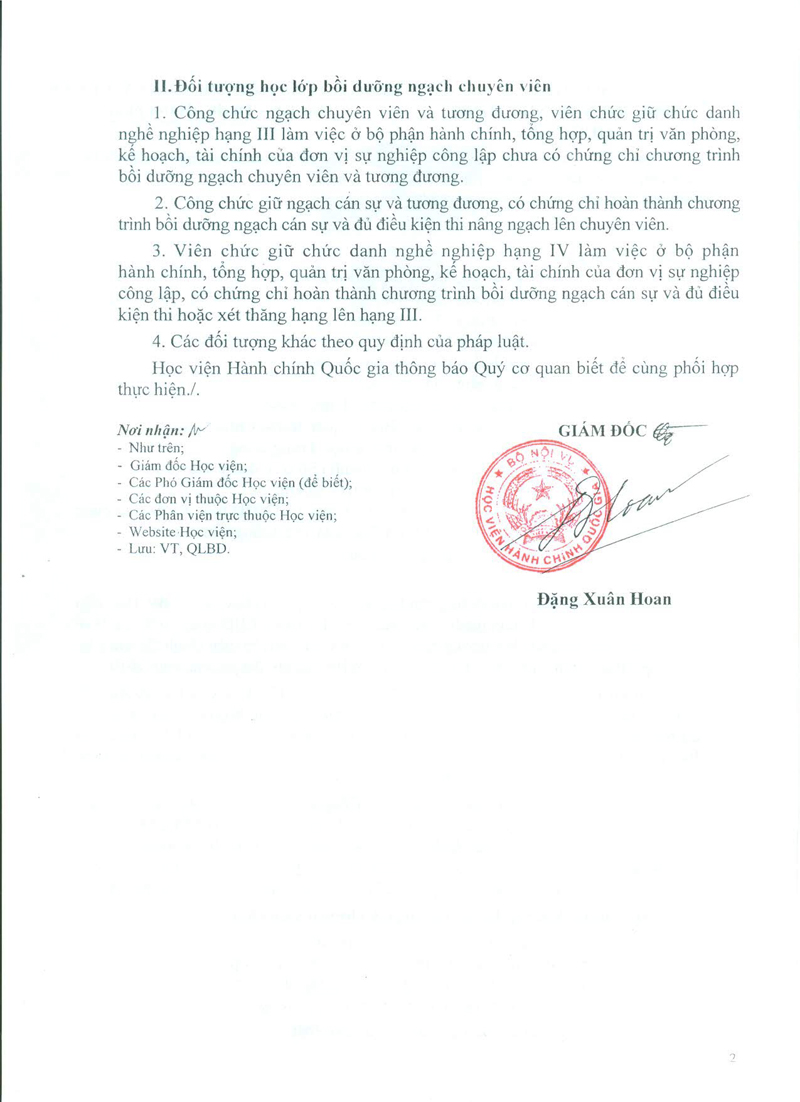 II. Đối tượng học lớp bồi dưỡng ngạch chuyên viên
1. Công chức ngạch chuyên viên và tương đương, viên chức giữ chức danh
nghề nghiệp hạng III làm việc ở bộ phận hành chính, tổng hợp, quản trị văn phòng,
kế hoạch, tài chính của đơn vị sự nghiệp công lập chưa có chứng chỉ chương trình
bồi dưỡng ngạch chuyên viên và tương đương.
2. Công chức giữ ngạch cán sự và tương đương, có chứng chỉ hoàn thành chương
trình bồi dưỡng ngạch cán sự và đủ điều kiện thi nâng ngạch lên chuyên viên.
3. Viên chức giữ chức danh nghề nghiệp hạng IV làm việc ở bộ phận
hành chính, tổng hợp, quản trị văn phòng, kế hoạch, tài chính của đơn vị sự nghiệp
công lập, có chứng chỉ hoàn thành chương trình bồi dưỡng ngạch cán sự và đủ điều
kiện thi hoặc xét thăng hạng lên hạng III.
4. Các đối tượng khác theo quy định của pháp luật.
Học viện Hành chính Quốc gia thông báo Quý cơ quan biết để cùng phối hợp
thực hiện./.
Nơi nhận:
- Như trên;
- Giám đốc Học viện;
- Các Phó Giám đốc Học viện (để biết);
- Các đơn vị thuộc Học viện;
- Các Phân viện trực thuộc Học viện;
- Website Học viện;
- Lưu: VT, QLBD.
GIÁM ĐỐC
BỘ NỘI VỤ
HỌC VIỆN HÀNH CHÍNH QUỐC GIA
Hoan
Đặng Xuân Hoan
2